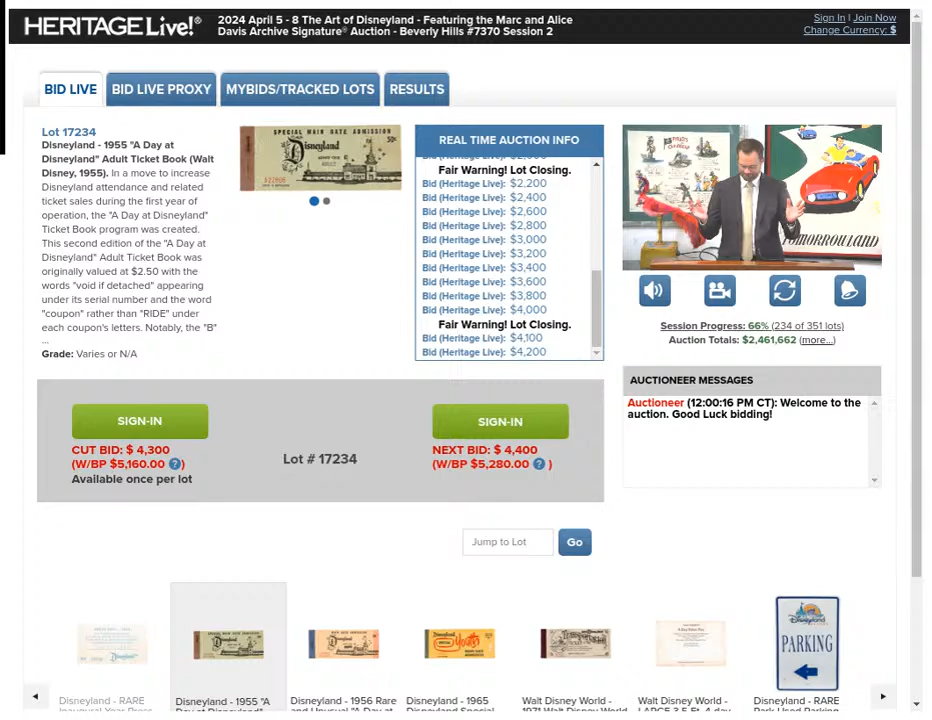 HERITAGE Live!®
2024 April 5 - 8 The Art of Disneyland - Featuring the Marc and Alice
Davis Archive Signature® Auction - Beverly Hills #7370 Session 2
Sign In | Join Now
Change Currency: $
BID LIVE
BID LIVE PROXY
MYBIDS/TRACKED LOTS
RESULTS
Lot 17234
Disneyland - 1955 "A Day at
Disneyland" Adult Ticket Book (Walt
Disney, 1955). In a move to increase
Disneyland attendance and related
ticket sales during the first year of
operation, the "A Day at Disneyland"
Ticket Book program was created.
This second edition of the "A Day at
Disneyland" Adult Ticket Book was
originally valued at $2.50 with the
words "void if detached" appearing
under its serial number and the word
"coupon" rather than "RIDE" under
each coupon's letters. Notably, the "B"
...
Grade: Varies or N/A
SPECIAL MAIN GATE ADMISSION
Disneyland
REAL TIME AUCTION INFO
Fair Warning! Lot Closing.
Bid (Heritage Live): $2,200
Bid (Heritage Live): $2,400
Bid (Heritage Live): $2,600
Bid (Heritage Live): $2,800
Bid (Heritage Live): $3,000
Bid (Heritage Live): $3,200
Bid (Heritage Live): $3,400
Bid (Heritage Live): $3,600
Bid (Heritage Live): $3,800
Bid (Heritage Live): $4,000
Fair Warning! Lot Closing.
Bid (Heritage Live): $4,100
Bid (Heritage Live): $4,200
TOMORROWLAND
Session Progress: 66% (234 of 351 lots)
Auction Totals: $2,461,662 (more...)
AUCTIONEER MESSAGES
Auctioneer (12:00:16 PM CT): Welcome to the
auction. Good Luck bidding!
SIGN-IN
CUT BID: $ 4,300
(W/BP $5,160.00 ?)
Available once per lot
Lot # 17234
SIGN-IN
NEXT BID: $ 4,400
(W/BP $5,280.00 ? )
Jump to Lot
Go
Disneyland
PARKING
Disneyland - RARE
Disneyland - 1955 "A
Disneyland - 1956 Rare
Disneyland - 1965
Walt Disney World -
Walt Disney World -
Disneyland - RARE